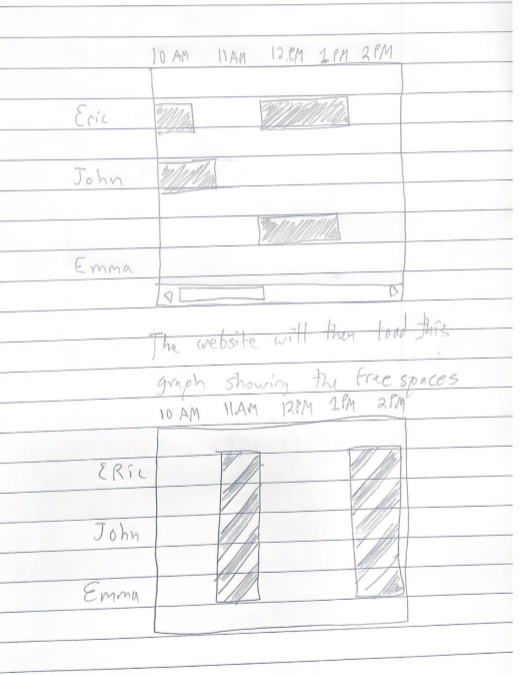 10 AM 11AM 12PM 1PM 2PM
Eric
John
Emma
The website will then load this
graph showing the free spaces
10 AM 11AM 12PM 1PM 2PM
ERic
John
Emma